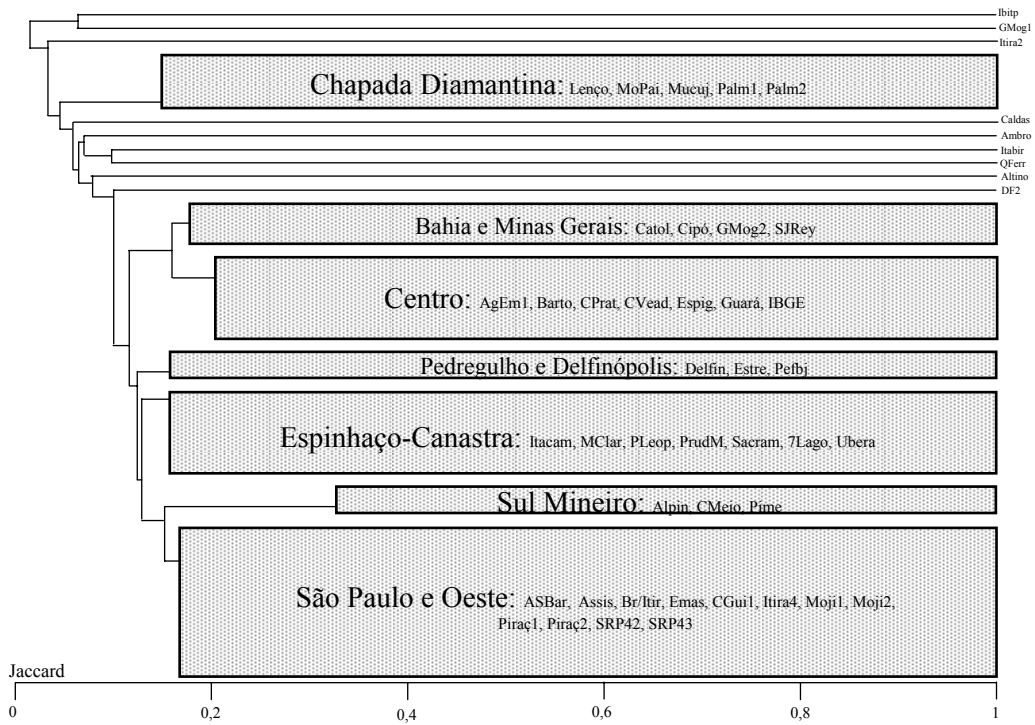 Ibitp
GMog1
Itira2
Chapada Diamantina: Lenço, MoPai, Mucuj, Palm1, Palm2
Caldas
Ambro
Itabir
QFerr
Altino
DF2
Bahia e Minas Gerais: Catol, Cipó, GMog2, SJRey
Centro: AgEm1, Barto, CPrat, CVead, Espig, Guará, IBGE
Pedregulho e Delfinópolis: Delfin, Estre, Pefbj
Espinhaço-Canastra: Itacam, MClar, PLeop, PrudM, Sacram, 7Lago, Ubera
Sul Mineiro: Alpin, CMeio, Pime
São Paulo e Oeste: ASBar, Assis, Br/Itir, Emas, CGui1, Itira4, Moji1, Moji2,
Piraç1, Piraç2, SRP42, SRP43
Jaccard
0 0,2 0,4 0,6 0,8 1